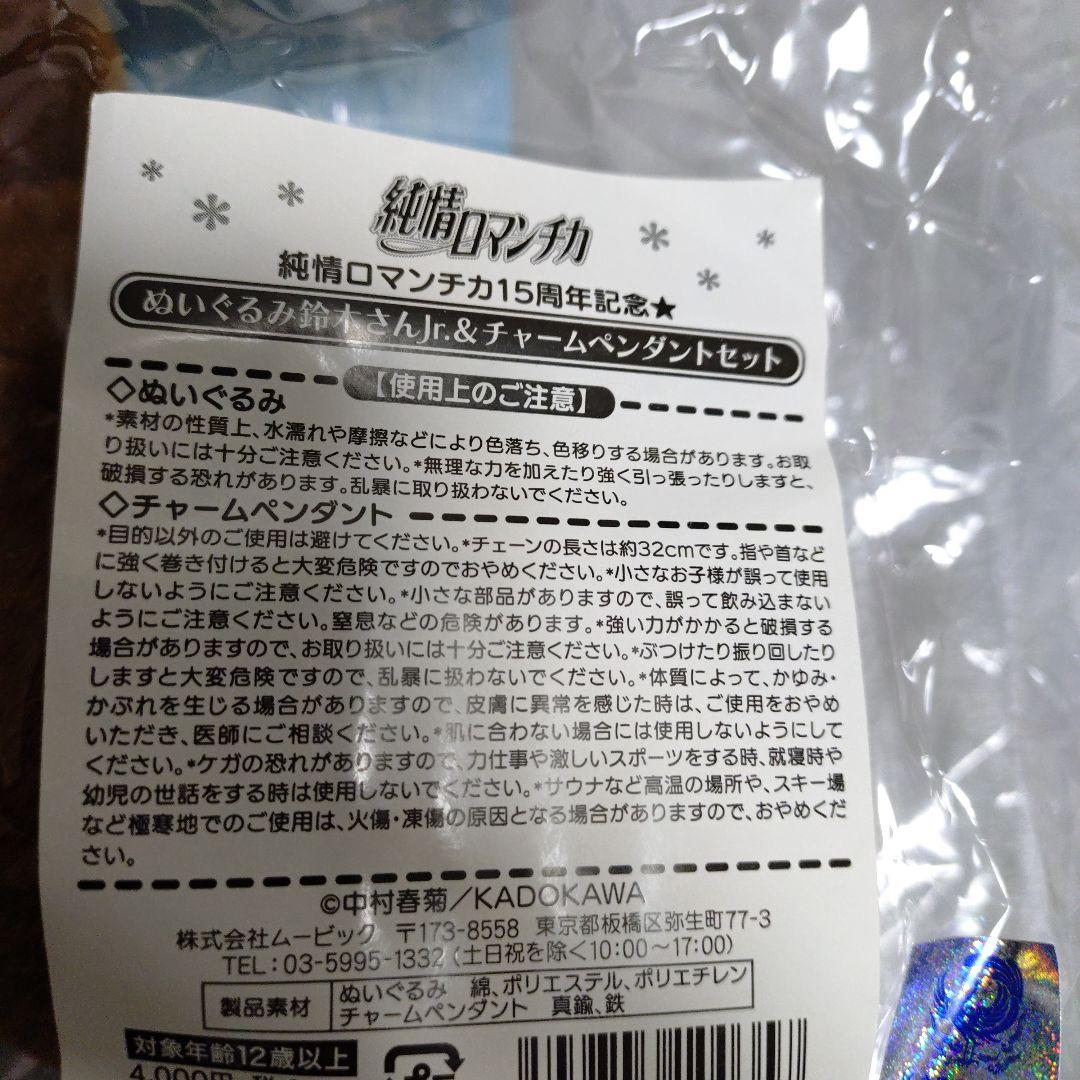 純情ロマンチカ
純情ロマンチカ15周年記念★
ぬいぐるみ鈴木さんJr.&チャームペンダントセット
【使用上のご注意】
◇ぬいぐるみ
*素材の性質上、水濡れや摩擦などにより色落ち、色移りする場合があります。お取
り扱いには十分ご注意ください。*無理な力を加えたり強く引っ張ったりしますと、
破損する恐れがあります。乱暴に取り扱わないでください。
◇チャームペンダント
*目的以外のご使用は避けてください。*チェーンの長さは約32cmです。指や首など
に強く巻き付けると大変危険ですのでおやめください。*小さなお子様が誤って使用
しないようにご注意ください。*小さな部品がありますので、誤って飲み込まない
ようにご注意ください。窒息などの危険があります。*強い力がかかると破損する
場合がありますので、お取り扱いには十分ご注意ください。*ぶつけたり振り回したり
しますと大変危険ですので、乱暴に扱わないでください。*体質によって、かゆみ・
かぶれを生じる場合がありますので、皮膚に異常を感じた時は、ご使用をおやめ
いただき、医師にご相談ください。*肌に合わない場合には使用しないようにして
ください。*ケガの恐れがありますので、力仕事や激しいスポーツをする時、就寝時や
幼児の世話をする時は使用しないでください。*サウナなど高温の場所や、スキー場
など極寒地でのご使用は、火傷・凍傷の原因となる場合がありますので、おやめくだ
さい。
©中村春菊/KADOKAWA
株式会社ムービック 〒173-8558 東京都板橋区弥生町77-3
TEL:03-5995-1332(土日祝を除く10:00~17:00)
製品素材 ぬいぐるみ 綿、ポリエステル、ポリエチレン
チャームペンダント 真鍮、鉄
対象年齢12歳以上
4,000円